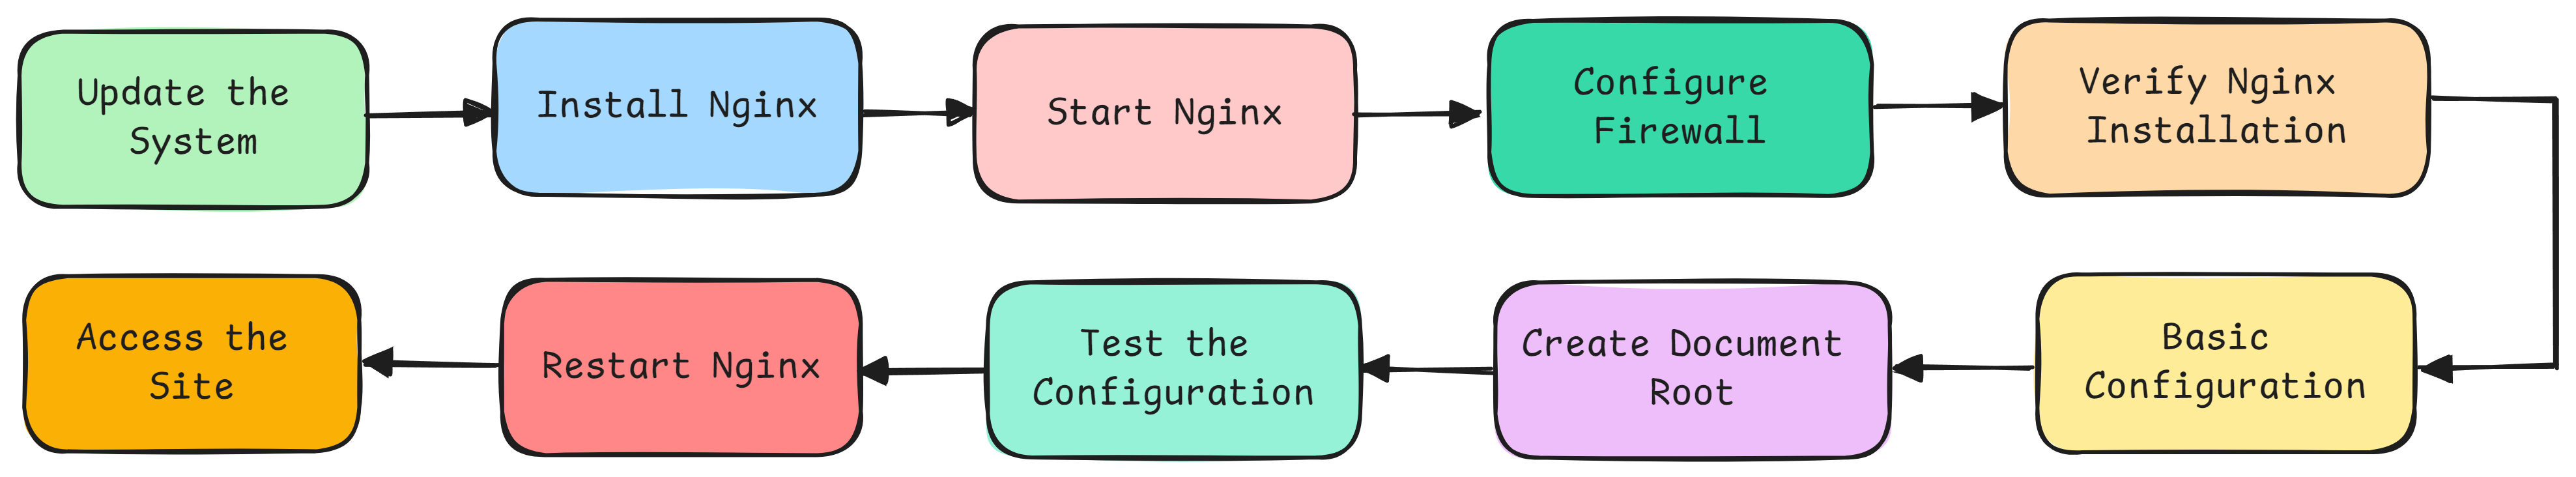 Update the
System
Install Nginx
Start Nginx
Configure
Firewall
Verify Nginx
Installation
Basic
Configuration
Create Document
Root
Test the
Configuration
Restart Nginx
Access the
Site